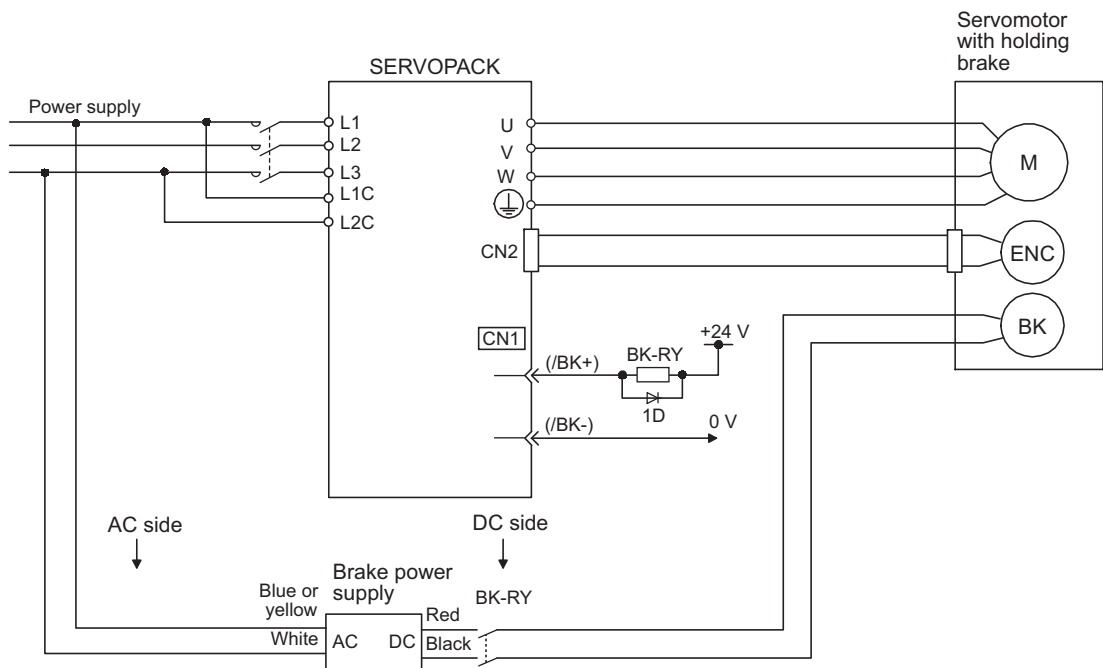 Servomotor
with holding
brake
SERVOPACK
Power supply
L1
L2
L3
L1C
L2C
U
V
W
CN2
M
ENC
BK
CN1
+24 V
(/BK+)
BK-RY
1D
(/BK-)
0 V
AC side
DC side
Brake power
supply
BK-RY
Blue or
yellow
White
AC
DC
Red
Black